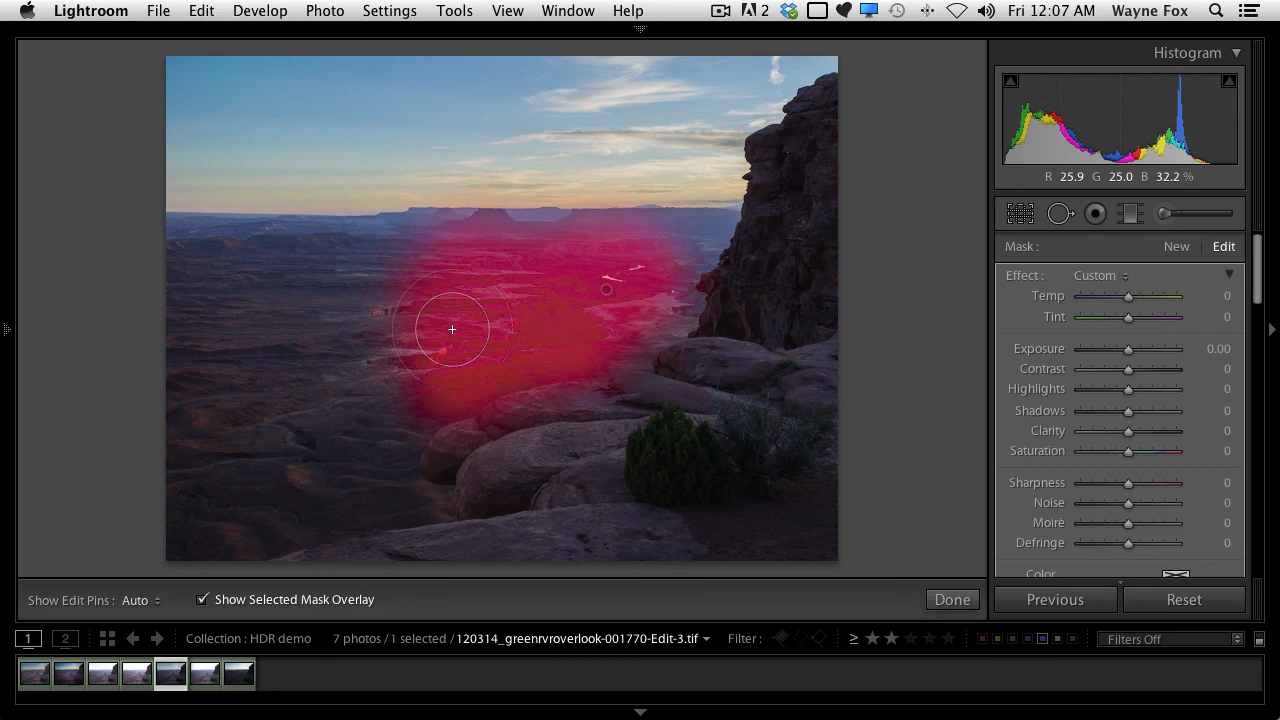 Lightroom File Edit Develop Photo Settings Tools View Window Help 2 Fri 12:07 AM Wayne Fox
Histogram
R 25.9 G 25.0 B 32.2 %
Mask : New Edit
Effect : Custom
Temp 0
Tint 0
Exposure 0.00
Contrast 0
Highlights 0
Shadows 0
Clarity 0
Saturation 0
Sharpness 0
Noise 0
Moiré 0
Defringe 0
Color
Show Edit Pins : Auto Show Selected Mask Overlay Done
Previous Reset
1 2 Collection : HDR demo 7 photos / 1 selected / 120314_greenrvroverlook-001770-Edit-3.tif Filter : ≥ Filters Off